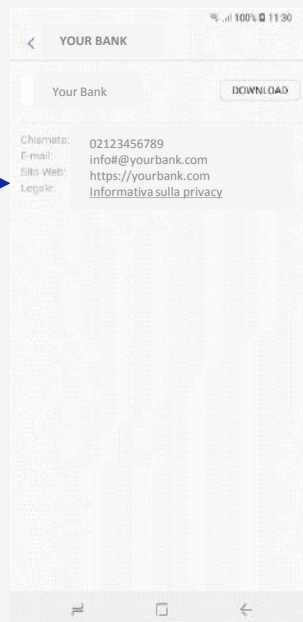 100% 11:30
YOUR BANK
Your Bank
DOWNLOAD
Chiamata: 02123456789
E-mail: info#@yourbank.com
Sito Web: https://yourbank.com
Legale: Informativa sulla privacy